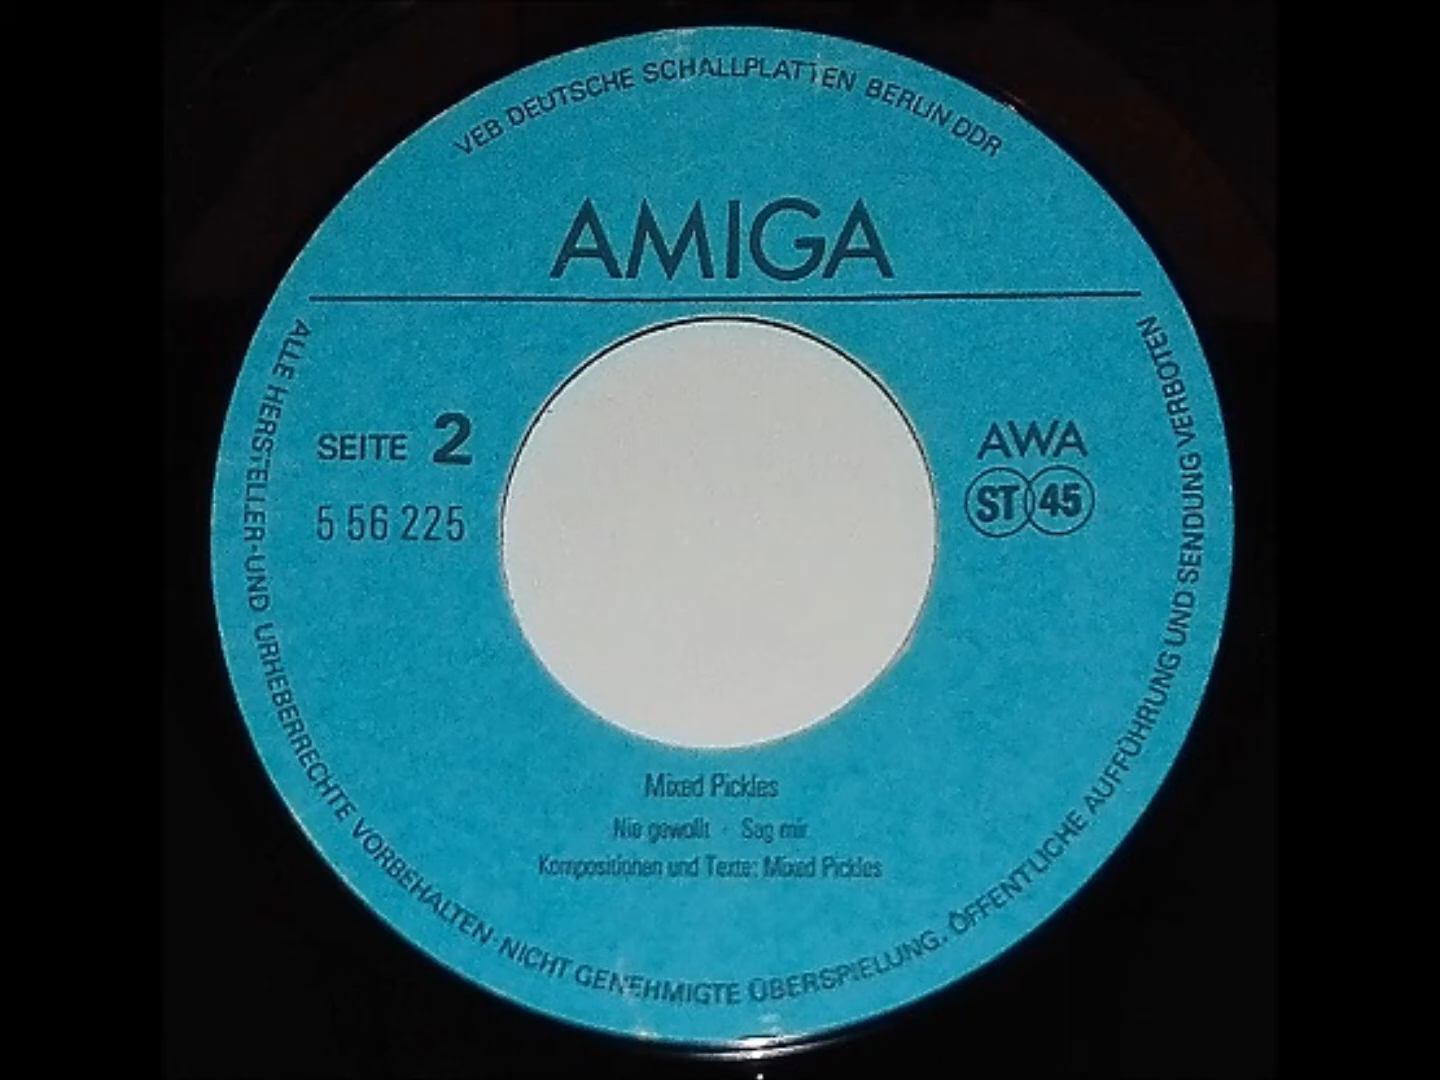 VEB DEUTSCHE SCHALLPLATTEN BERLIN DDR
AMIGA
SEITE 2
5 56 225
AWA
ST 45
Mixed Pickles
Nie gewollt · Sag mir
Kompositionen und Texte: Mixed Pickles
ALLE HERSTELLER-UND URHEBERRECHTE VORBEHALTEN·NICHT GENEHMIGTE ÜBERSPIELUNG, ÖFFENTLICHE AUFFÜHRUNG UND SENDUNG VERBOTEN